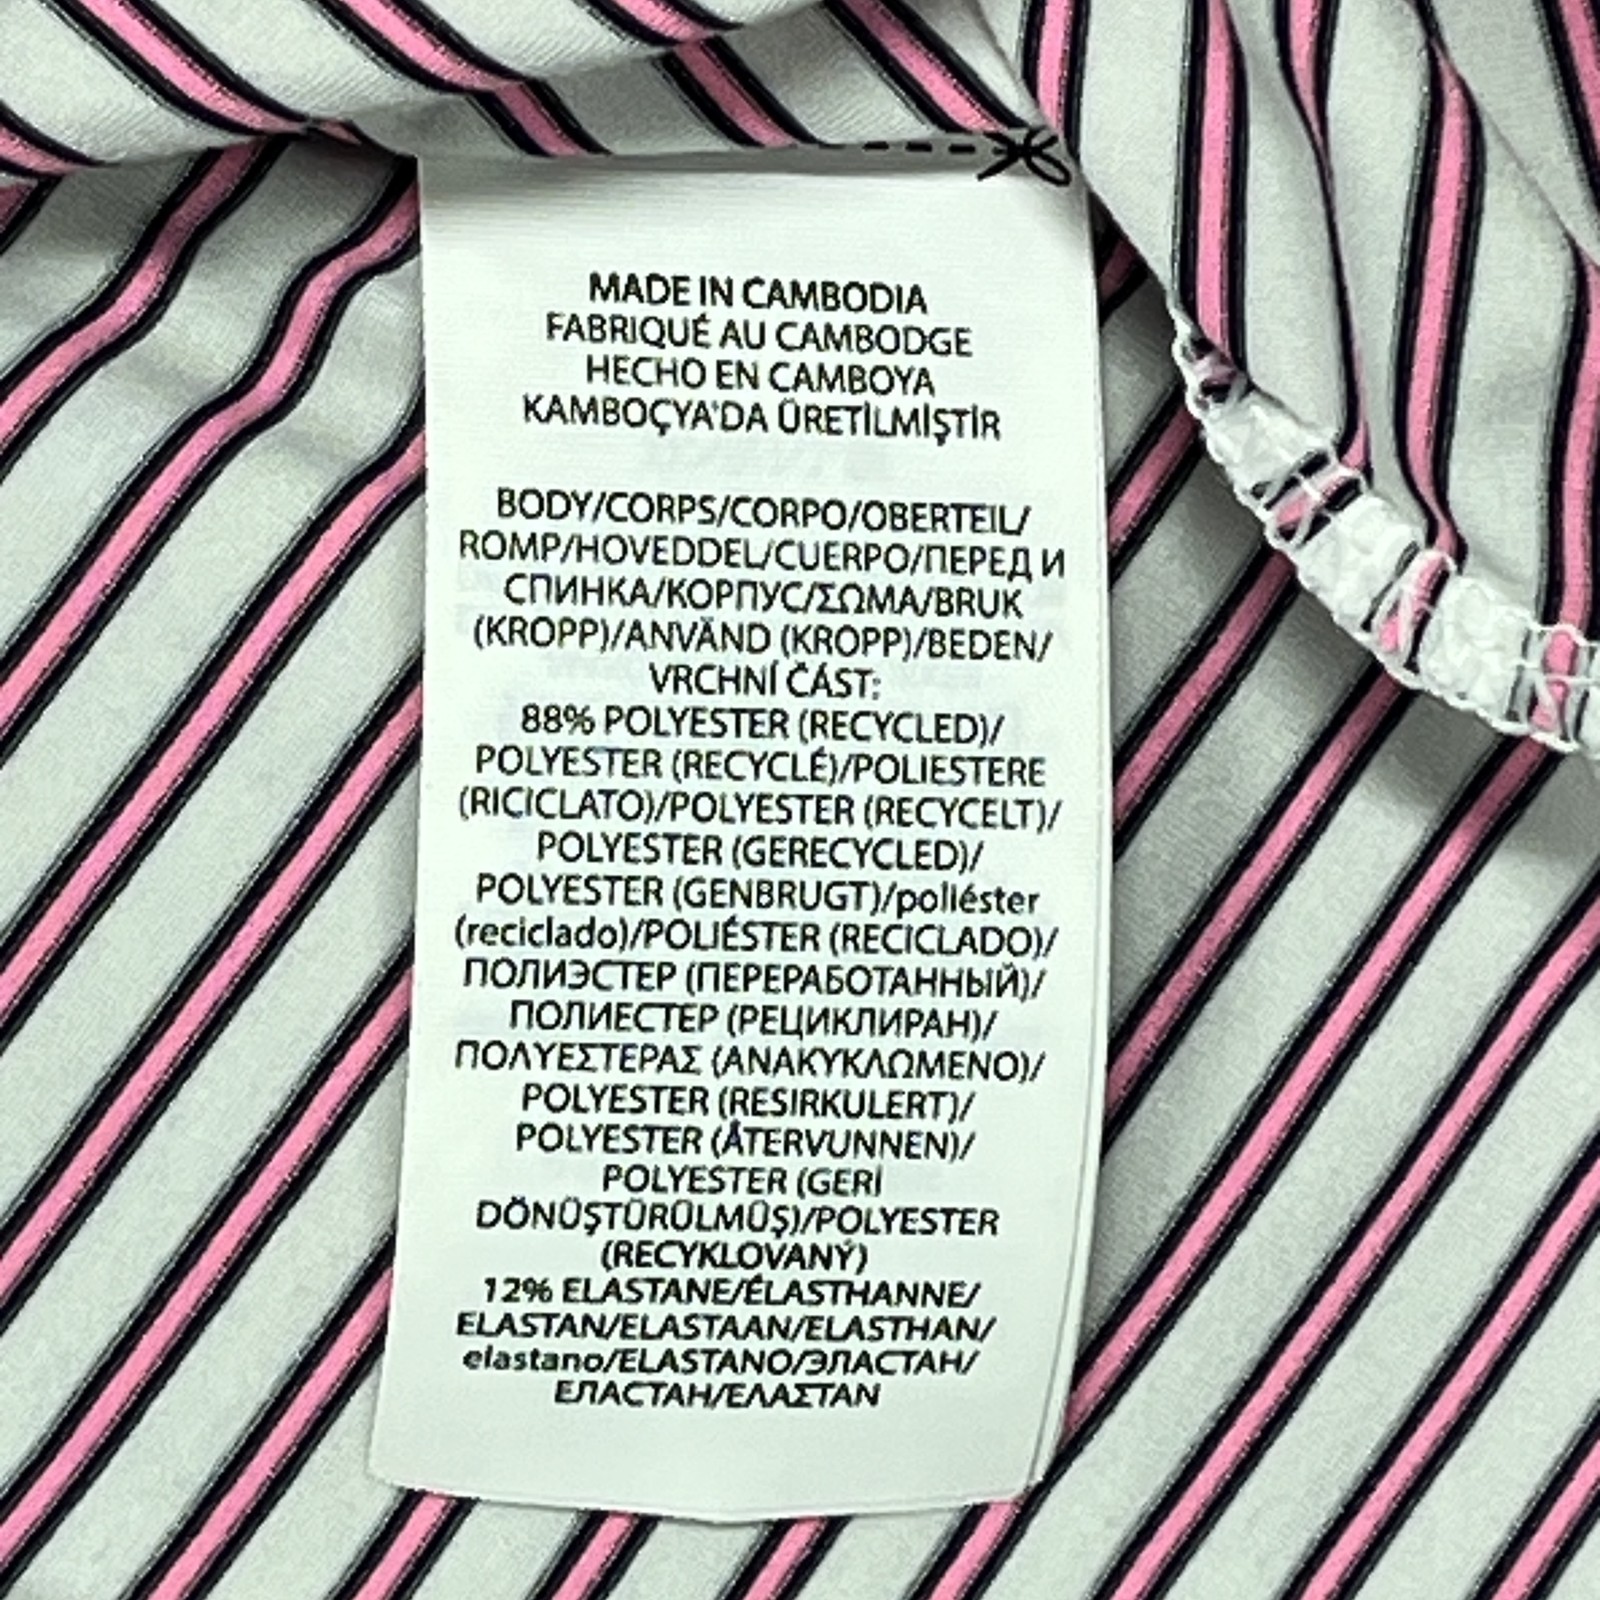 MADE IN CAMBODIA
FABRIQUÉ AU CAMBODGE
HECHO EN CAMBOYA
KAMBOÇYA'DA ÜRETİLMİŞTİR
BODY/CORPS/CORPO/OBERTEIL/
ROMP/HOVEDDEL/CUERPO/ПЕРЕД И
СПИНКА/КОРПУС/ΣΩΜΑ/BRUK
(KROPP)/ANVÄND (KROPP)/BEDEN/
VRCHNÍ ČÁST:
88% POLYESTER (RECYCLED)/
POLYESTER (RECYCLÉ)/POLIESTERE
(RICICLATO)/POLYESTER (RECYCELT)/
POLYESTER (GERECYCLED)/
POLYESTER (GENBRUGT)/poliéster
(reciclado)/POLIÉSTER (RECICLADO)/
ПОЛИЭСТЕР (ПЕРЕРАБОТАННЫЙ)/
ПОЛИЕСТЕР (РЕЦИКЛИРАН)/
ΠΟΛΥΕΣΤΕΡΑΣ (ΑΝΑΚΥΚΛΩΜΕΝΟ)/
POLYESTER (RESIRKULERT)/
POLYESTER (ÅTERVUNNEN)/
POLYESTER (GERİ
DÖNÜŞTÜRÜLMÜŞ)/POLYESTER
(RECYKLOVANÝ)
12% ELASTANE/ÉLASTHANNE/
ELASTAN/ELASTAAN/ELASTHAN/
elastano/ELASTANO/ЭЛАСТАН/
ЕЛАСТАН/ΕΛΑΣΤΑΝ